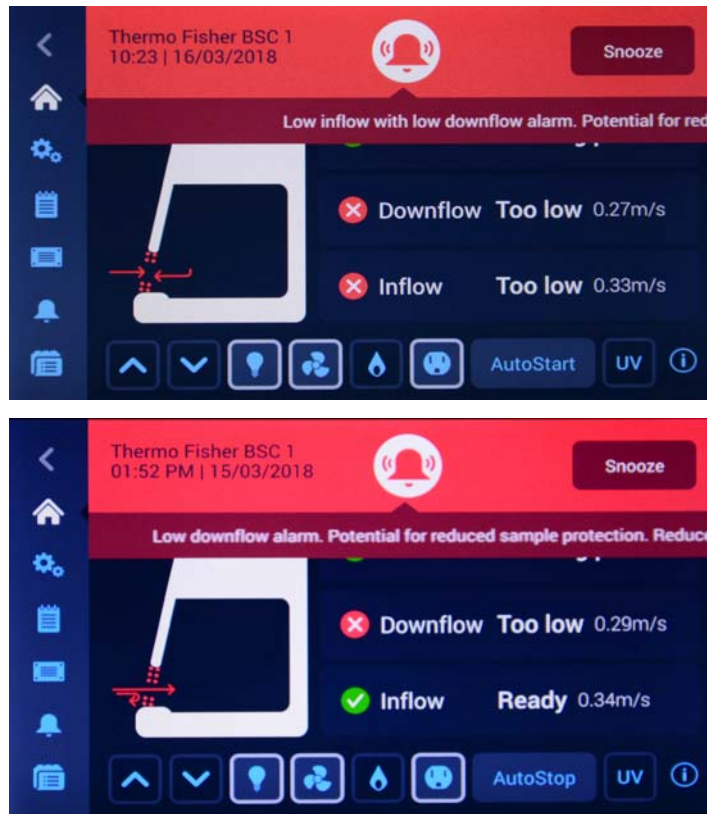 Thermo Fisher BSC 1
10:23 | 16/03/2018
Snooze
Low inflow with low downflow alarm. Potential for red
Downflow Too low 0.27m/s
Inflow Too low 0.33m/s
AutoStart UV
Thermo Fisher BSC 1
01:52 PM | 15/03/2018
Snooze
Low downflow alarm. Potential for reduced sample protection. Reduce
Downflow Too low 0.29m/s
Inflow Ready 0.34m/s
AutoStop UV